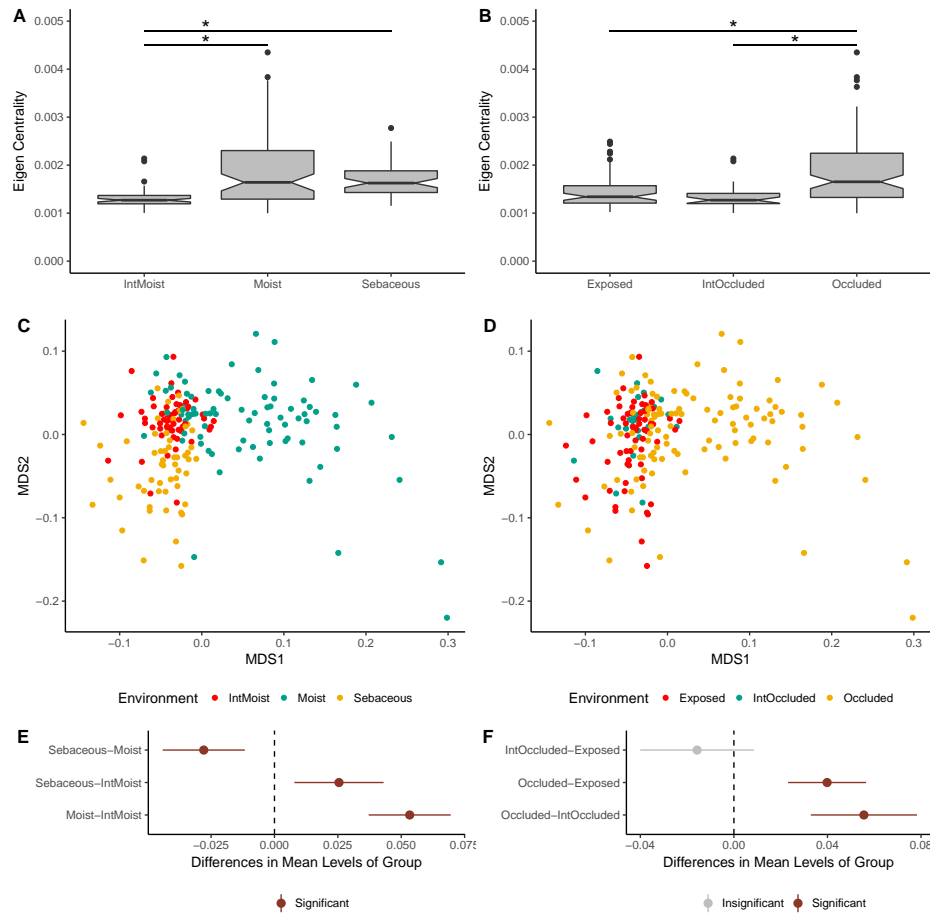 A
Eigen Centrality
0.005
0.004
0.003
0.002
0.001
0.000
*
*
IntMoist Moist Sebaceous
B
Eigen Centrality
0.005
0.004
0.003
0.002
0.001
0.000
*
*
Exposed IntOccluded Occluded
C
MDS2
0.1
0.0
−0.1
−0.2
−0.1 0.0 0.1 0.2 0.3
MDS1
Environment IntMoist Moist Sebaceous
D
MDS2
0.1
0.0
−0.1
−0.2
−0.1 0.0 0.1 0.2 0.3
MDS1
Environment Exposed IntOccluded Occluded
E
Sebaceous−Moist
Sebaceous−IntMoist
Moist−IntMoist
−0.025 0.000 0.025 0.050 0.075
Differences in Mean Levels of Group
Significant
F
IntOccluded−Exposed
Occluded−Exposed
Occluded−IntOccluded
−0.04 0.00 0.04 0.08
Differences in Mean Levels of Group
Insignificant Significant